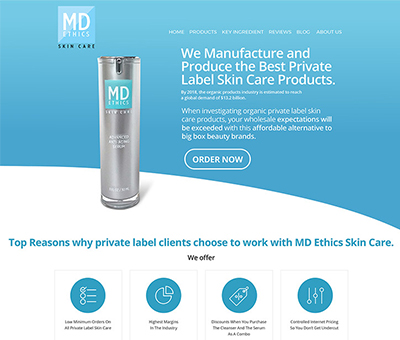 MD
ETHICS
SKIN CARE
HOME PRODUCTS KEY INGREDIENT REVIEWS BLOG ABOUT US
We Manufacture and
Produce the Best Private
Label Skin Care Products.
By 2018, the organic products industry is estimated to reach
a global demand of $13.2 billion.
When investigating organic private label skin
care products, your wholesale expectations will
be exceeded with this affordable alternative to
big box beauty brands.
ORDER NOW
MD
ETHICS
SKIN CARE
ADVANCED
ANTI AGING
SERUM
Top Reasons why private label clients choose to work with MD Ethics Skin Care.
We offer
Low Minimum Orders On
All Private Label Skin Care
Highest Margins
In The Industry
Discounts When You Purchase
The Cleanser And The Serum
As A Combo
Controlled Internet Pricing
So You Don't Get Undercut